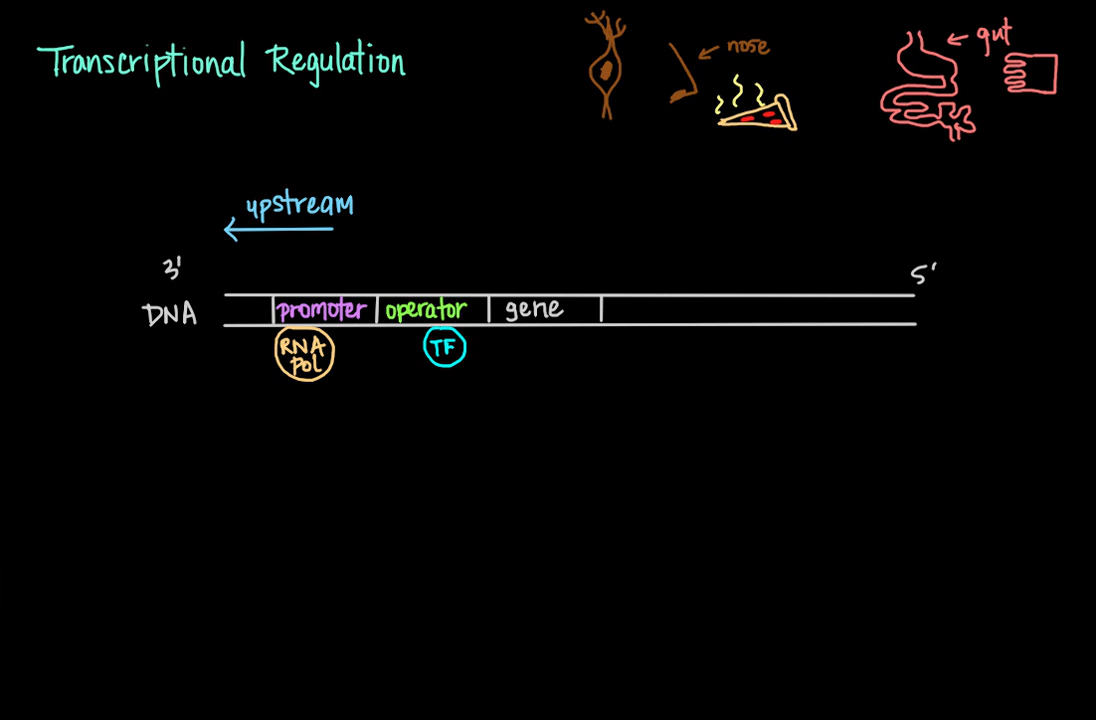 Transcriptional Regulation
nose
gut
upstream
3'
5'
DNA
promoter
operator
gene
RNA
pol
TF